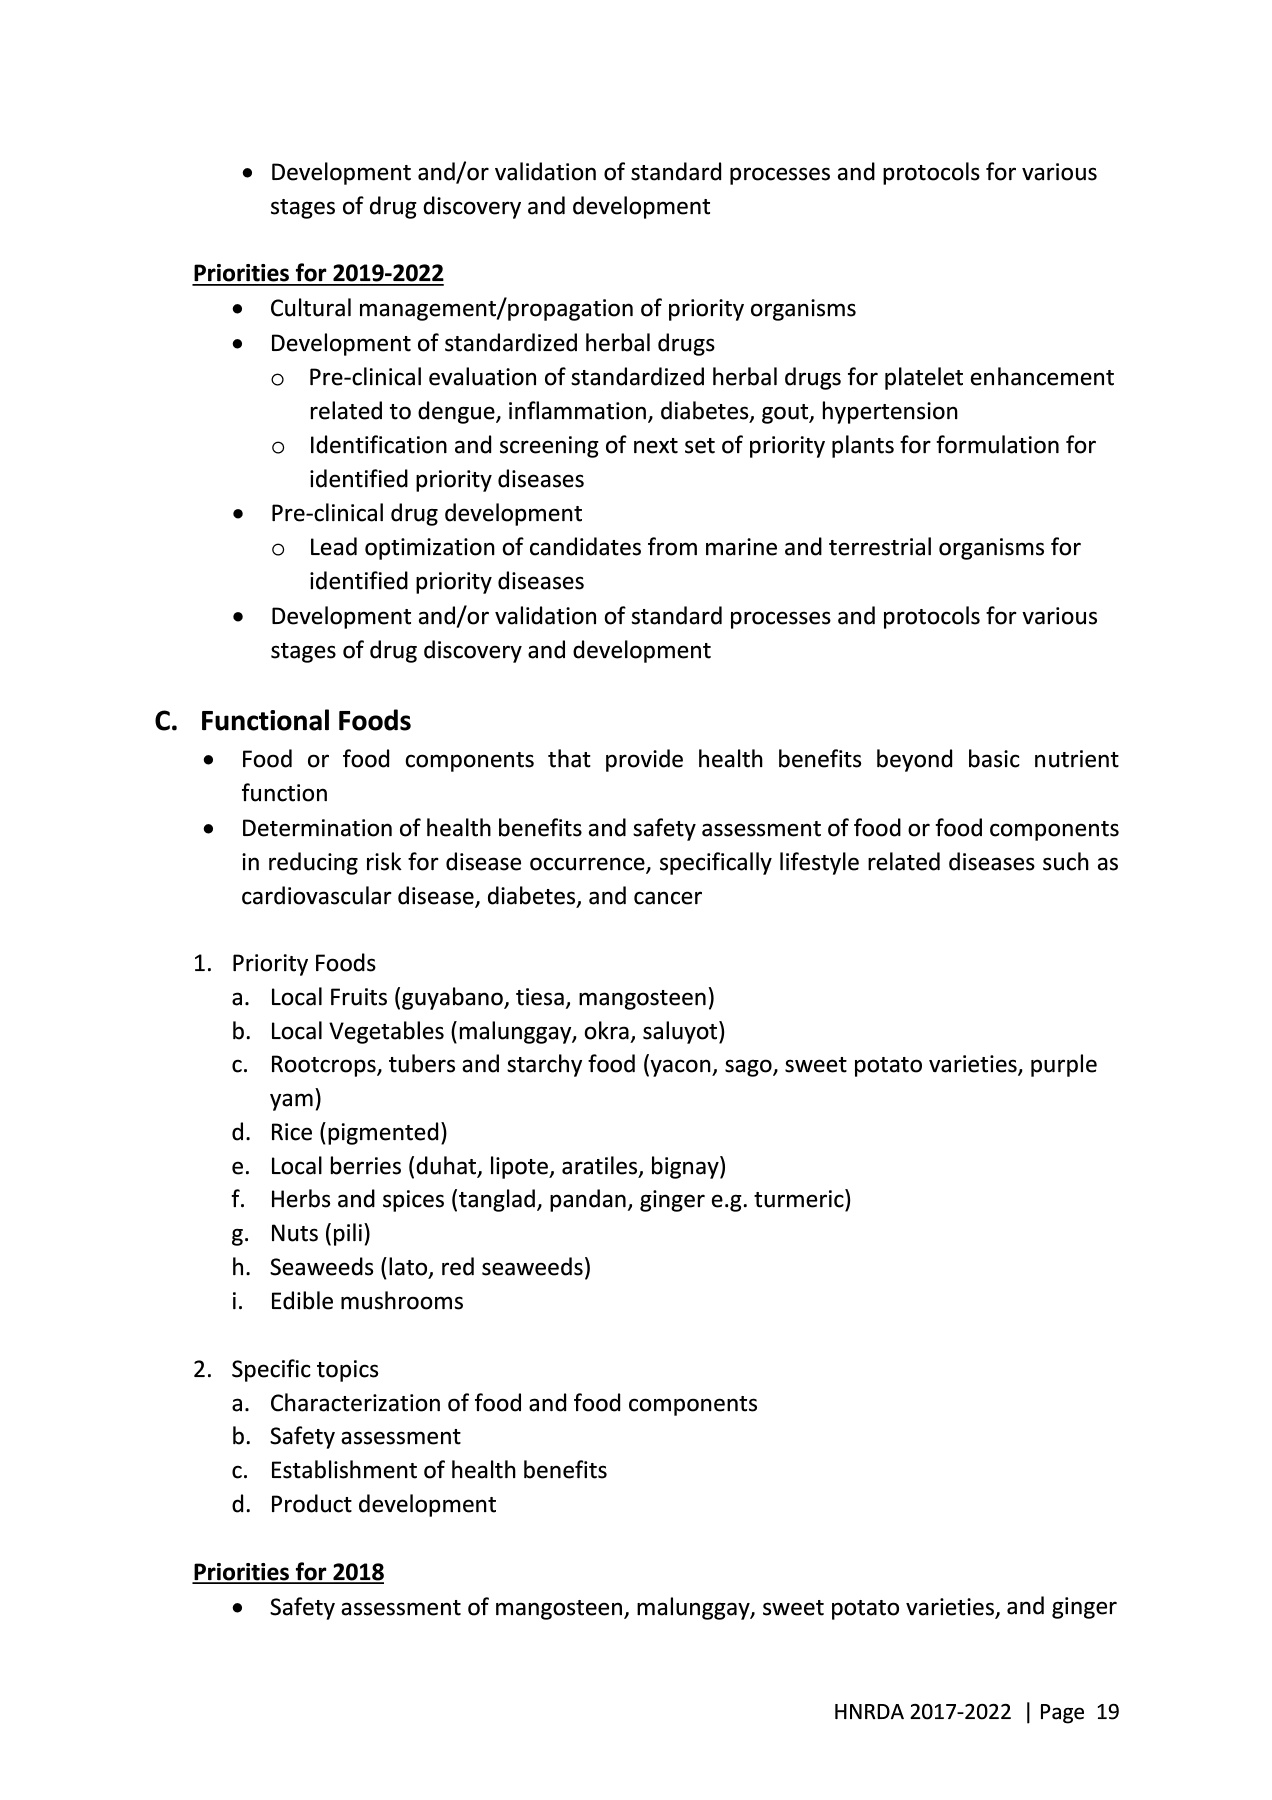 • Development and/or validation of standard processes and protocols for various
stages of drug discovery and development
Priorities for 2019-2022
• Cultural management/propagation of priority organisms
• Development of standardized herbal drugs
o Pre-clinical evaluation of standardized herbal drugs for platelet enhancement
related to dengue, inflammation, diabetes, gout, hypertension
o Identification and screening of next set of priority plants for formulation for
identified priority diseases
• Pre-clinical drug development
o Lead optimization of candidates from marine and terrestrial organisms for
identified priority diseases
• Development and/or validation of standard processes and protocols for various
stages of drug discovery and development
C. Functional Foods
• Food or food components that provide health benefits beyond basic nutrient
function
• Determination of health benefits and safety assessment of food or food components
in reducing risk for disease occurrence, specifically lifestyle related diseases such as
cardiovascular disease, diabetes, and cancer
1. Priority Foods
a. Local Fruits (guyabano, tiesa, mangosteen)
b. Local Vegetables (malunggay, okra, saluyot)
c. Rootcrops, tubers and starchy food (yacon, sago, sweet potato varieties, purple
yam)
d. Rice (pigmented)
e. Local berries (duhat, lipote, aratiles, bignay)
f. Herbs and spices (tanglad, pandan, ginger e.g. turmeric)
g. Nuts (pili)
h. Seaweeds (lato, red seaweeds)
i. Edible mushrooms
2. Specific topics
a. Characterization of food and food components
b. Safety assessment
c. Establishment of health benefits
d. Product development
Priorities for 2018
• Safety assessment of mangosteen, malunggay, sweet potato varieties, and ginger
HNRDA 2017-2022 | Page 19